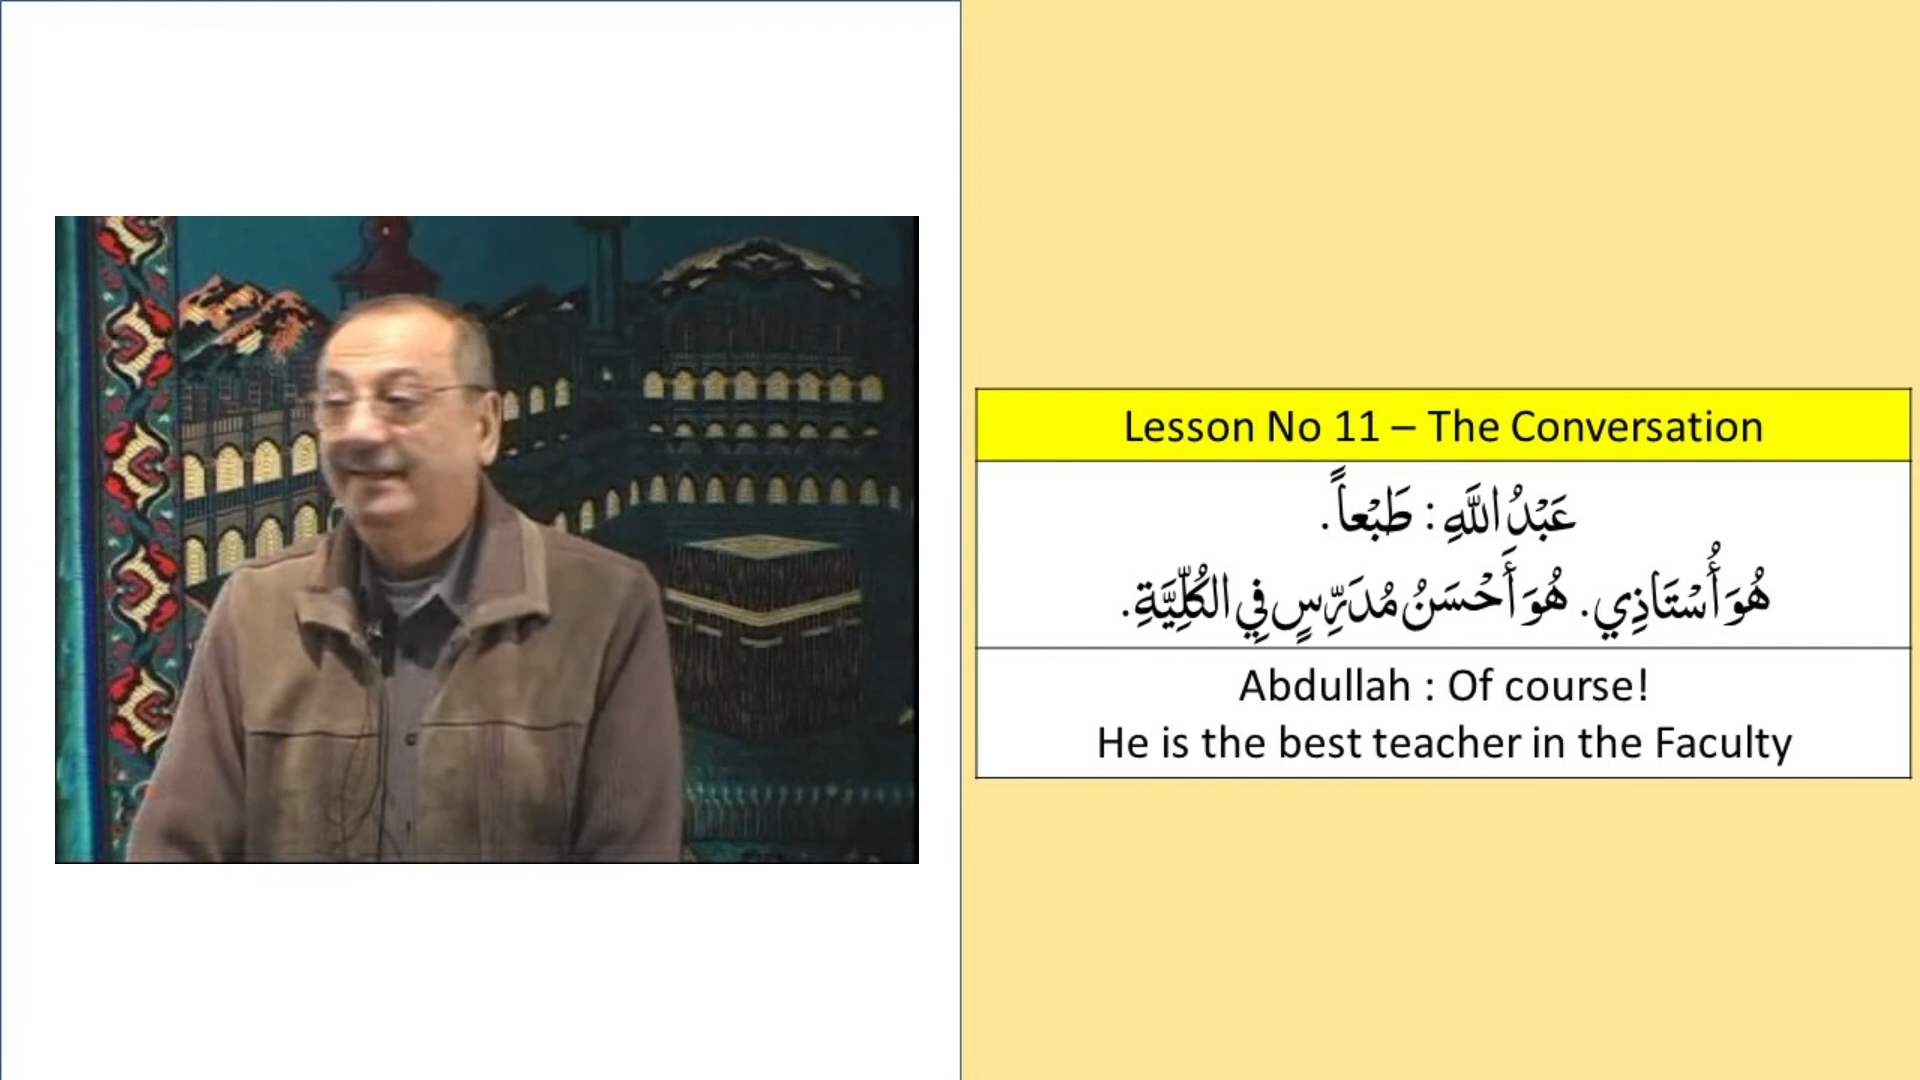 Lesson No 11 – The Conversation
عَبْدُ اللَّهِ : طَبْعاً.
هُوَ أُسْتَاذِي. هُوَ أَحْسَنُ مُدَرِّسٍ فِي الكُلِّيَّةِ.
Abdullah : Of course!
He is the best teacher in the Faculty